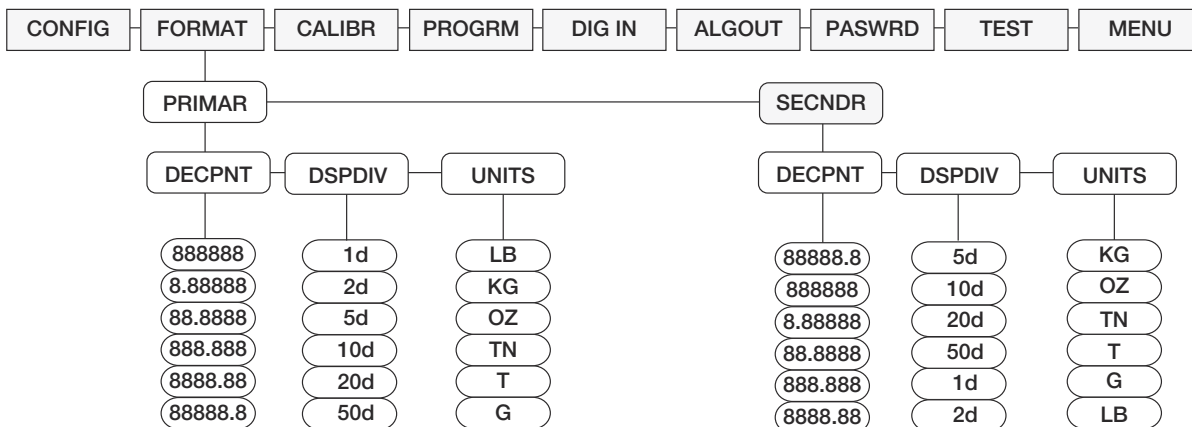 CONFIG FORMAT CALIBR PROGRM DIG IN ALGOUT PASWRD TEST MENU
PRIMAR SECNDR
DECPNT DSPDIV UNITS DECPNT DSPDIV UNITS
888888 1d LB 88888.8 5d KG
8.88888 2d KG 888888 10d OZ
88.8888 5d OZ 8.88888 20d TN
888.888 10d TN 88.8888 50d T
8888.88 20d T 888.888 1d G
88888.8 50d G 8888.88 2d LB